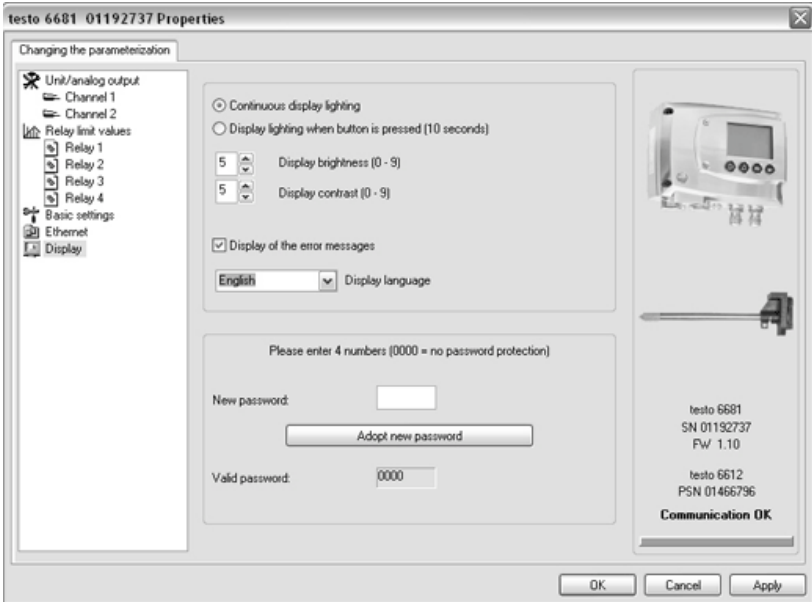 testo 6681 01192737 Properties
Changing the parameterization
Unit/analog output
Channel 1
Channel 2
Relay limit values
Relay 1
Relay 2
Relay 3
Relay 4
Basic settings
Ethernet
Display
Continuous display lighting
Display lighting when button is pressed (10 seconds)
5 Display brightness (0 - 9)
5 Display contrast (0 - 9)
Display of the error messages
English Display language
Please enter 4 numbers (0000 = no password protection)
New password:
Adopt new password
Valid password: 0000
testo 6681
SN 01192737
FW 1.10
testo 6612
PSN 01466796
Communication OK
OK Cancel Apply